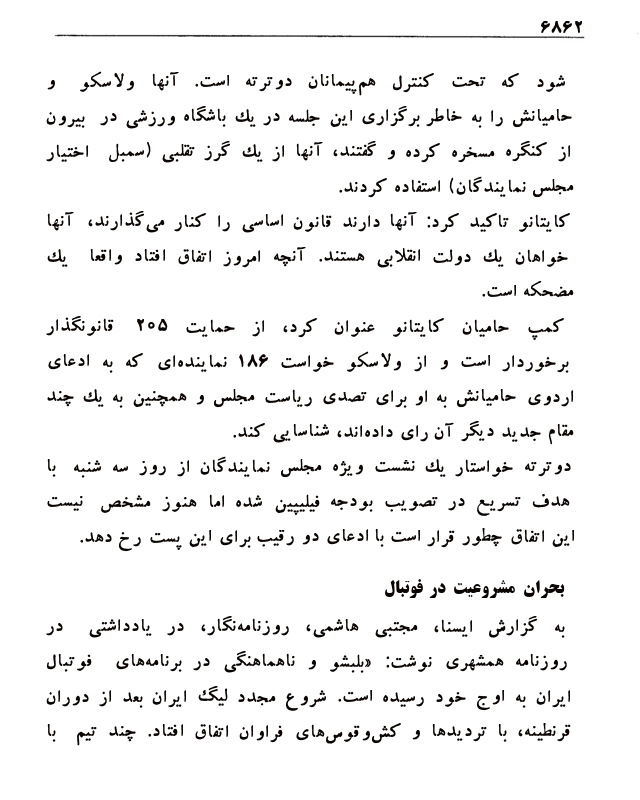 ۶۸۶۲
شود که تحت کنترل هم‌پیمانان دوترته است. آنها ولاسکو و
حامیانش را به خاطر برگزاری این جلسه در یك باشگاه ورزشی در بیرون
از کنگره مسخره کرده و گفتند، آنها از یك گرز تقلبی (سمبل اختیار
مجلس نمایندگان) استفاده کردند.
کایتانو تاکید کرد: آنها دارند قانون اساسی را کنار می‌گذارند، آنها
خواهان یك دولت انقلابی هستند. آنچه امروز اتفاق افتاد واقعا یك
مضحکه است.
کمپ حامیان کایتانو عنوان کرد، از حمایت ۲۰۵ قانونگذار
برخوردار است و از ولاسکو خواست ۱۸۶ نماینده‌ای که به ادعای
اردوی حامیانش به او برای تصدی ریاست مجلس و همچنین به یك چند
مقام جدید دیگر آن رای داده‌اند، شناسایی کند.
دوترته خواستار یك نشست ویژه مجلس نمایندگان از روز سه شنبه با
هدف تسریع در تصویب بودجه فیلیپین شده اما هنوز مشخص نیست
این اتفاق چطور قرار است با ادعای دو رقیب برای این پست رخ دهد.
بحران مشروعیت در فوتبال
به گزارش ایسنا، مجتبی هاشمی، روزنامه‌نگار، در یادداشتی در
روزنامه همشهری نوشت: «بلبشو و ناهماهنگی در برنامه‌های فوتبال
ایران به اوج خود رسیده است. شروع مجدد لیگ ایران بعد از دوران
قرنطینه، با تردیدها و کش‌وقوس‌های فراوان اتفاق افتاد. چند تیم با